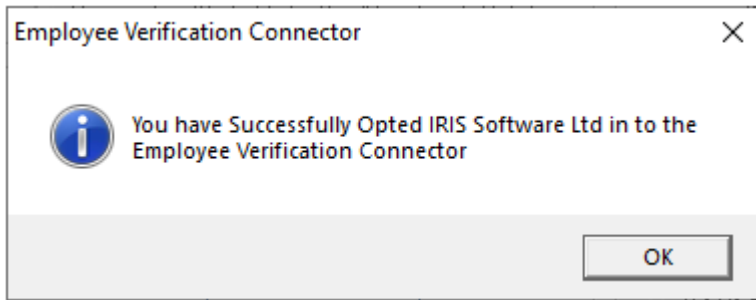 Employee Verification Connector
You have Successfully Opted IRIS Software Ltd in to the
Employee Verification Connector
OK